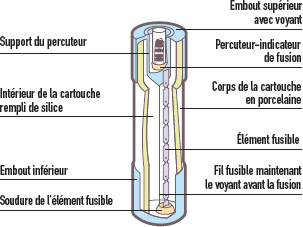 Embout supérieur
avec voyant
Support du percuteur
Percuteur-indicateur
de fusion
Intérieur de la cartouche
rempli de silice
Corps de la cartouche
en porcelaine
Élément fusible
Embout inférieur
Fil fusible maintenant
le voyant avant la fusion
Soudure de l'élément fusible